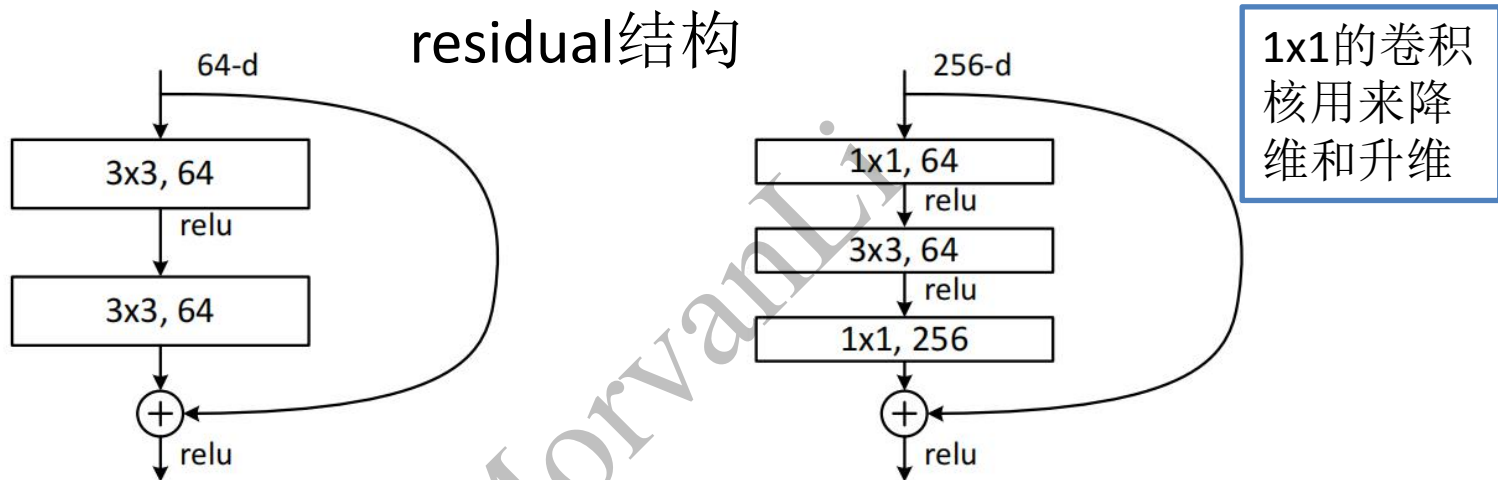 residual结构
64-d
3x3, 64
relu
3x3, 64
+
relu
256-d
1x1, 64
relu
3x3, 64
relu
1x1, 256
+
relu
1x1的卷积
核用来降
维和升维
MorvanLi